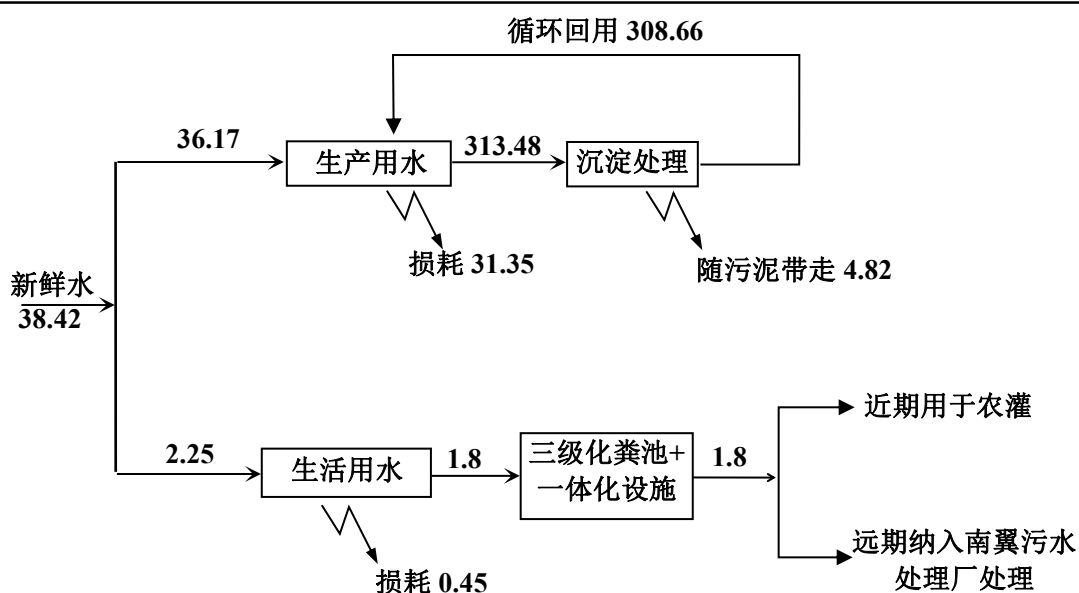 循环回用 308.66
36.17
生产用水
313.48
沉淀处理
损耗 31.35
随污泥带走 4.82
新鲜水
38.42
2.25
生活用水
1.8
三级化粪池+
一体化设施
1.8
近期用于农灌
远期纳入南翼污水
处理厂处理
损耗 0.45